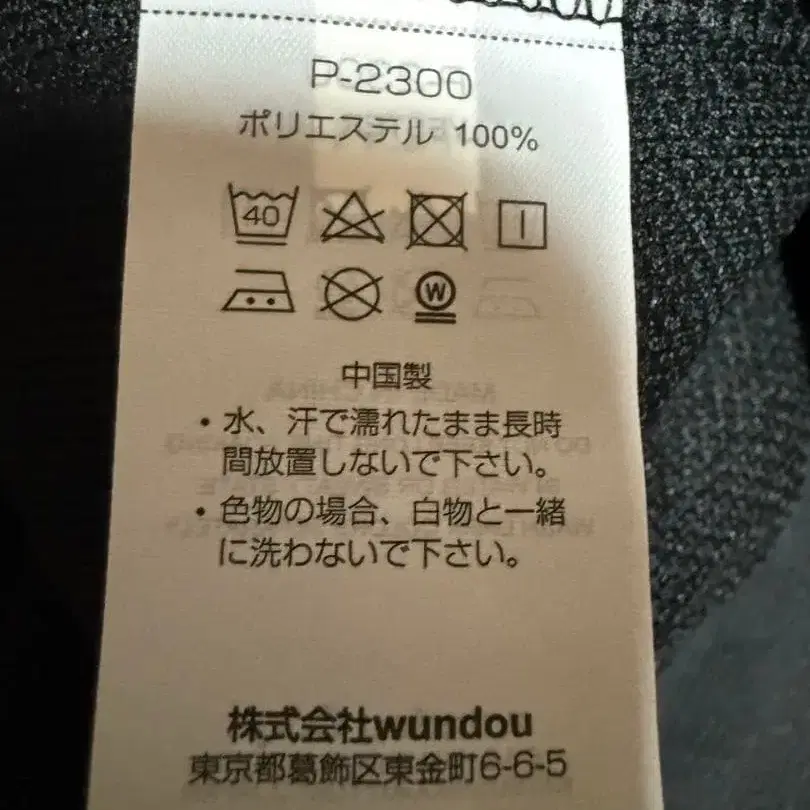 P-2300
ポリエステル 100%
40
W
中国製
・水、汗で濡れたまま長時
間放置しないで下さい。
・色物の場合、白物と一緒
に洗わないで下さい。
株式会社wundou
東京都葛飾区東金町6-6-5